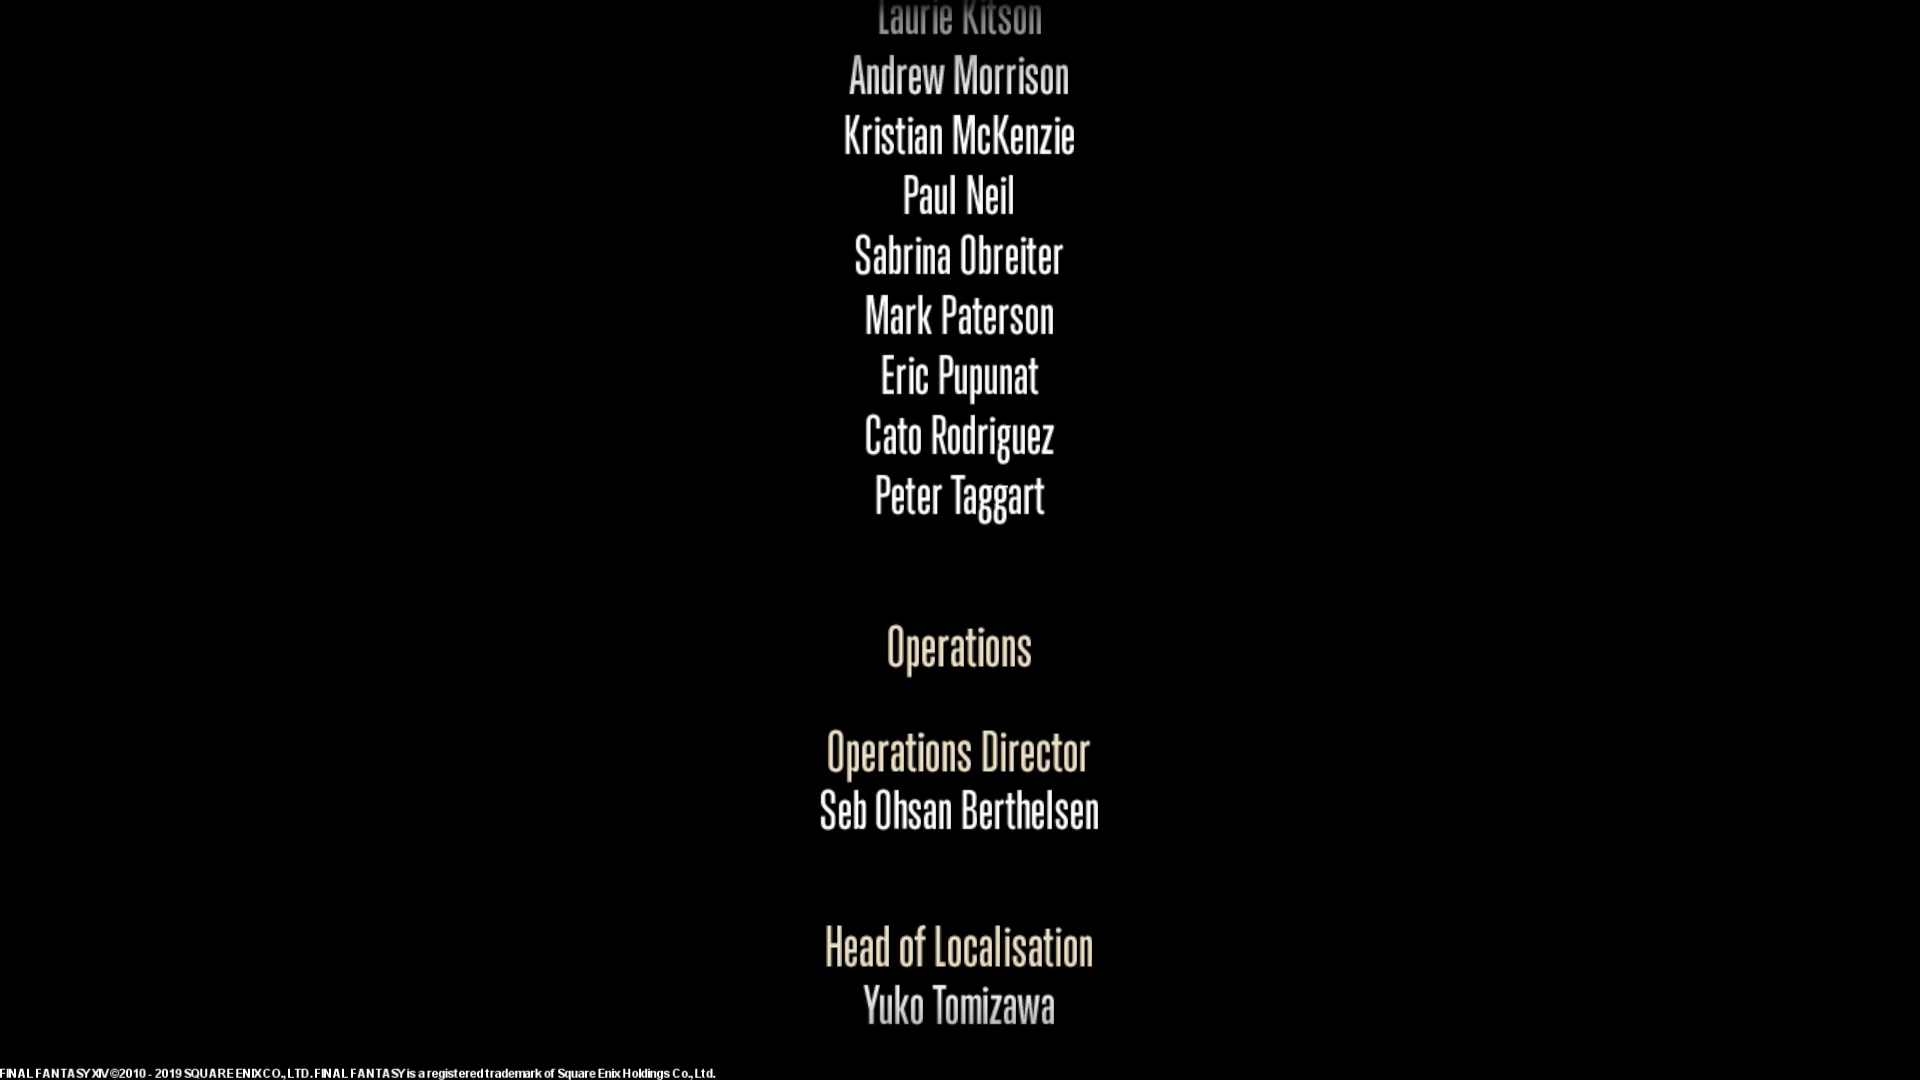 Laurie Kitson
Andrew Morrison
Kristian McKenzie
Paul Neil
Sabrina Obreiter
Mark Paterson
Eric Pupunat
Cato Rodriguez
Peter Taggart
Operations
Operations Director
Seb Ohsan Berthelsen
Head of Localisation
Yuko Tomizawa
FINAL FANTASY XIV ©2010 - 2019 SQUARE ENIX CO., LTD. FINAL FANTASY is a registered trademark of Square Enix Holdings Co., Ltd.